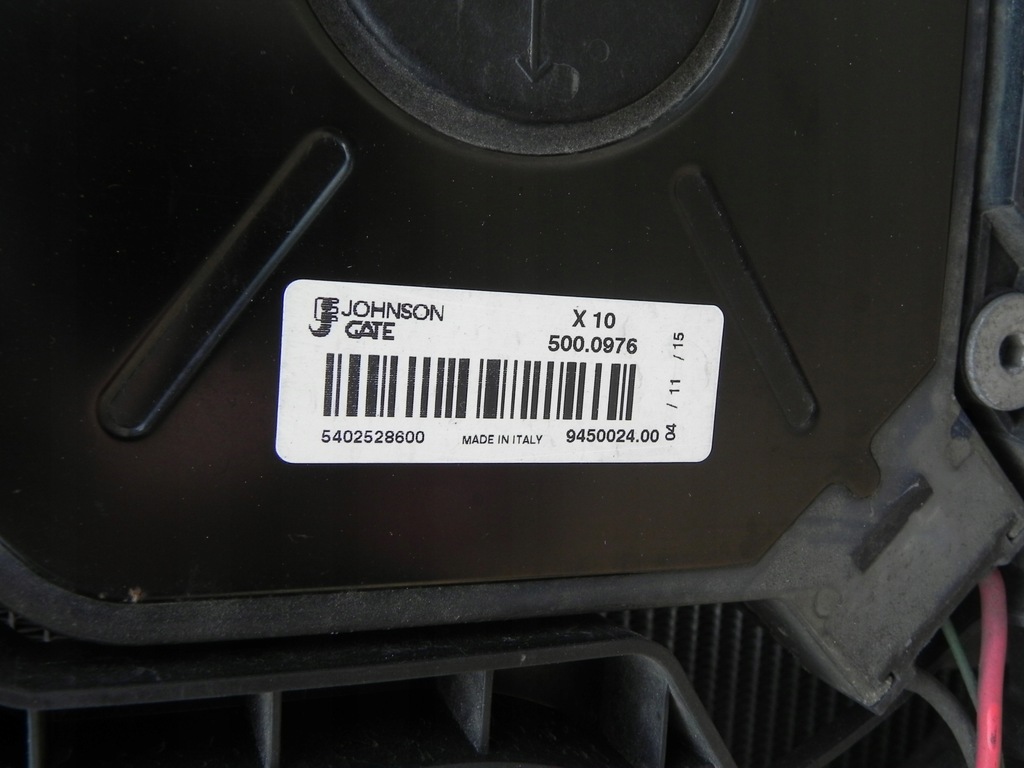 JOHNSON
GATE
X 10
500.0976
5402528600
MADE IN ITALY
9450024.00
04 / 11 / 15